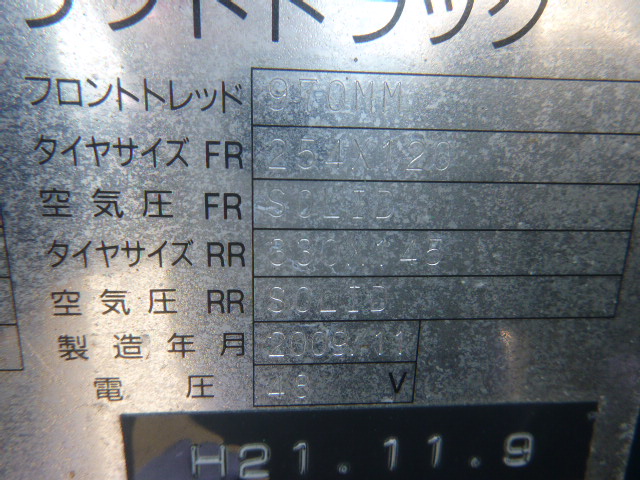 フロントトレッド 970MM
タイヤサイズ FR 254X120
空気圧 FR SOLID
タイヤサイズ RR 330X145
空気圧 RR SOLID
製造年月 2009/11
電圧 48 V
H21.11.9